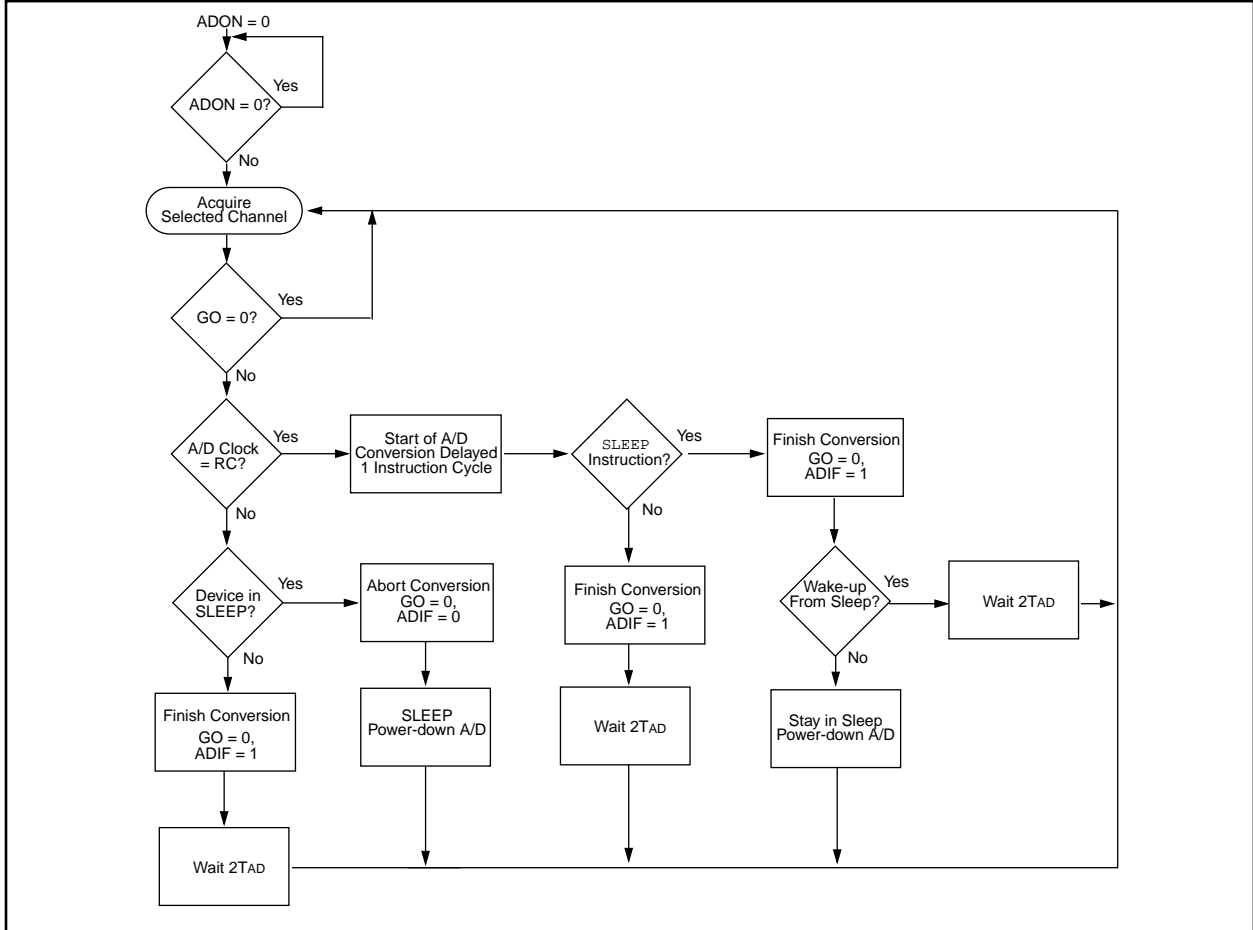 ADON = 0
Yes
ADON = 0?
No
Acquire
Selected Channel
Yes
GO = 0?
No
A/D Clock
= RC?
Yes
Start of A/D
Conversion Delayed
1 Instruction Cycle
SLEEP
Instruction?
Yes
Finish Conversion
GO = 0,
ADIF = 1
No
No
Device in
SLEEP?
Yes
Abort Conversion
GO = 0,
ADIF = 0
Finish Conversion
GO = 0,
ADIF = 1
Wake-up
From Sleep?
Yes
Wait 2TAD
No
No
Finish Conversion
GO = 0,
ADIF = 1
SLEEP
Power-down A/D
Wait 2TAD
Stay in Sleep
Power-down A/D
Wait 2TAD